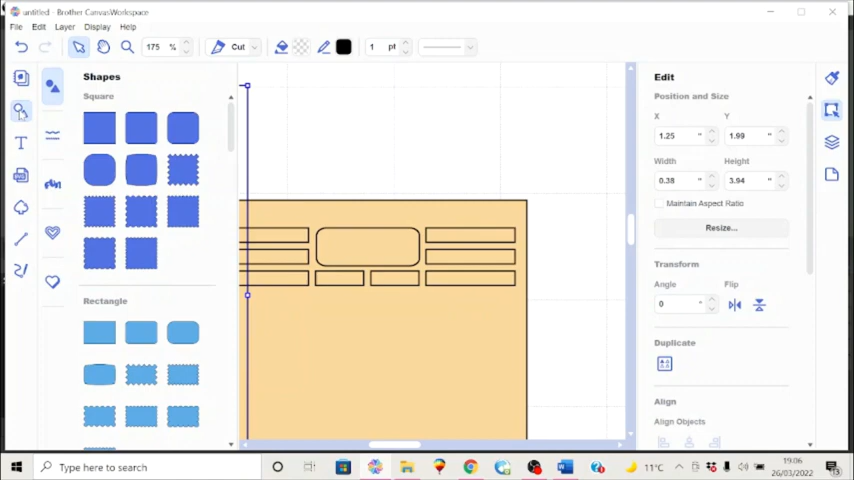 untitled - Brother CanvasWorkspace
File Edit Layer Display Help
175 % Cut 1 pt
Shapes
Square
Rectangle
Edit
Position and Size
X Y
1.25 " 1.99 "
Width Height
0.38 " 3.94 "
Maintain Aspect Ratio
Resize...
Transform
Angle Flip
0 °
Duplicate
Align
Align Objects
Type here to search
11°C
19.06
26/03/2022